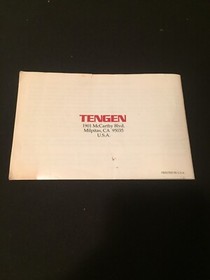 TENGEN
1901 McCarthy Blvd.
Milpitas, CA 95035
U.S.A.